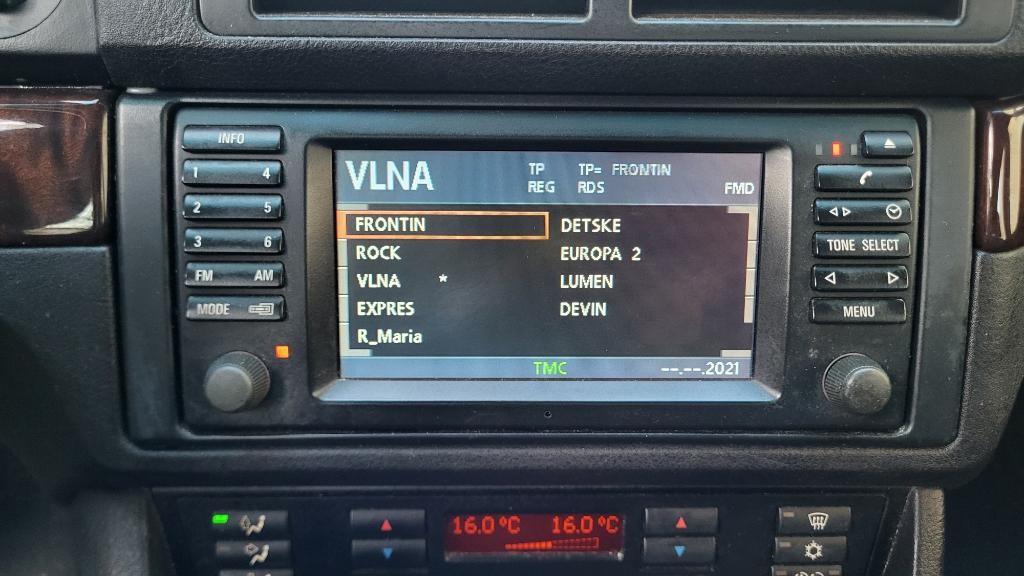 INFO
1 4
2 5
3 6
FM AM
MODE
VLNA TP TP= FRONTIN
REG RDS FMD
FRONTIN DETSKE
ROCK EUROPA 2
VLNA * LUMEN
EXPRES DEVIN
R_Maria
TMC --.--.2021
TONE SELECT
MENU
16.0 °C 16.0 °C